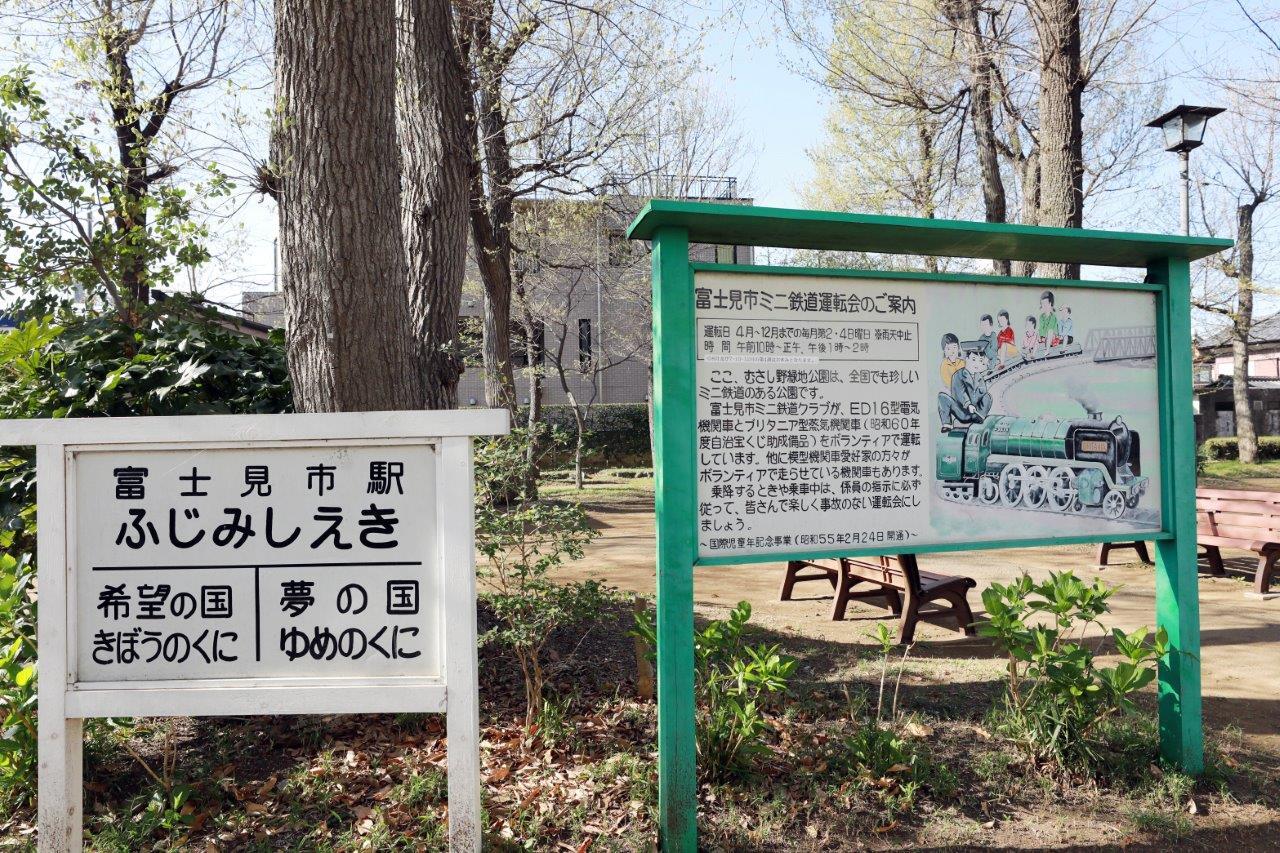 富士見市駅
ふじみしえき
希望の国
きぼうのくに
夢の国
ゆめのくに
富士見市ミニ鉄道運転会のご案内
運転日 4月~12月までの毎月第2・4日曜日 ※雨天中止
時間 午前10時~正午、午後1時~2時
ここ、むさし野緑地公園は、全国でも珍しい
ミニ鉄道のある公園です。
富士見市ミニ鉄道クラブが、ED16型電気
機関車とブリタニア型蒸気機関車(昭和60年
度自治宝くじ助成備品)をボランティアで運転
しています。他に模型機関車愛好家の方々が
ボランティアで走らせている機関車もあります。
乗降するときや乗車中は、係員の指示に必ず
従って、皆さんで楽しく事故のない運転会にし
ましょう。
~国際児童年記念事業(昭和55年2月24日開通)~